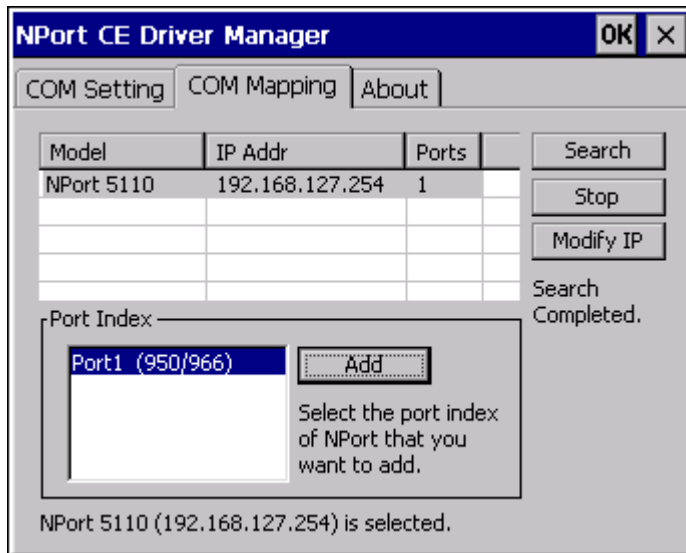 NPort CE Driver Manager OK ×
COM Setting COM Mapping About
Model IP Addr Ports
NPort 5110 192.168.127.254 1
Search
Stop
Modify IP
Search
Completed.
Port Index
Port1 (950/966)
Add
Select the port index
of NPort that you
want to add.
NPort 5110 (192.168.127.254) is selected.